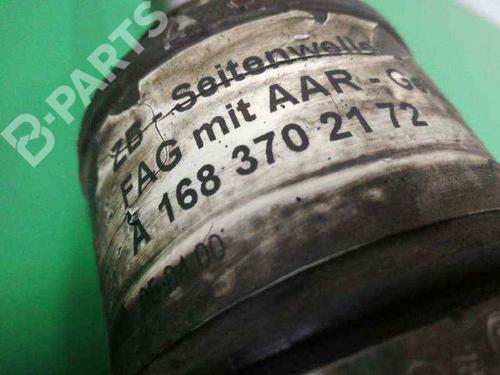 B-PARTS
ZB - Seitenwelle
FAG mit AAR - Ge
A 168 370 21 72